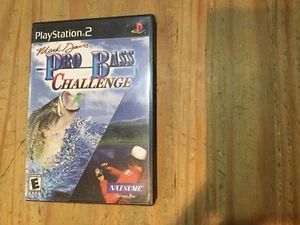 PlayStation 2
Mark Davis
PRO BASS
CHALLENGE
E
NATSUME